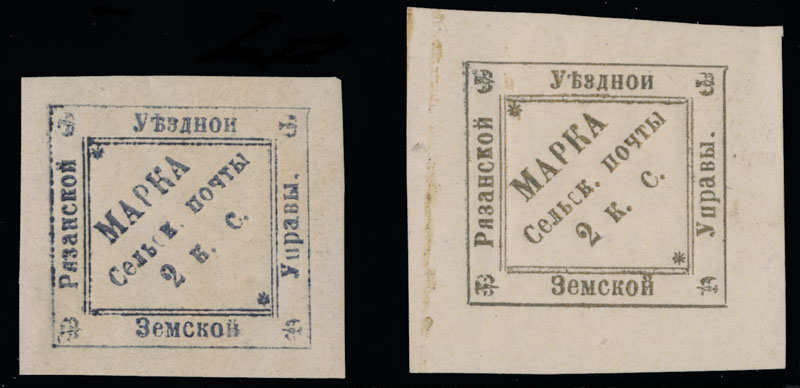 Уѣздной
Рязанской
МАРКА
Сельск. почты
2 к. с.
Управы.
Земской
Уѣздной
Рязанской
МАРКА
Сельск. почты
2 к. с.
Управы.
Земской